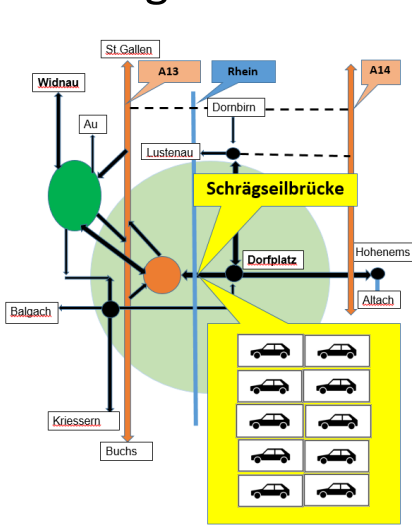 St.Gallen
A13
Rhein
A14
Widnau
Dornbirn
Au
Lustenau
Schrägseilbrücke
Dorfplatz
Hohenems
Altach
Balgach
Kriessern
Buchs